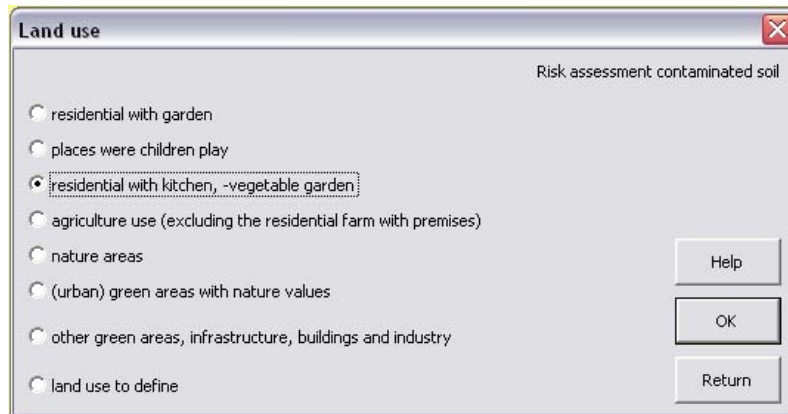 Land use
Risk assessment contaminated soil
residential with garden
places were children play
residential with kitchen, -vegetable garden
agriculture use (excluding the residential farm with premises)
nature areas
(urban) green areas with nature values
other green areas, infrastructure, buildings and industry
land use to define
Help
OK
Return